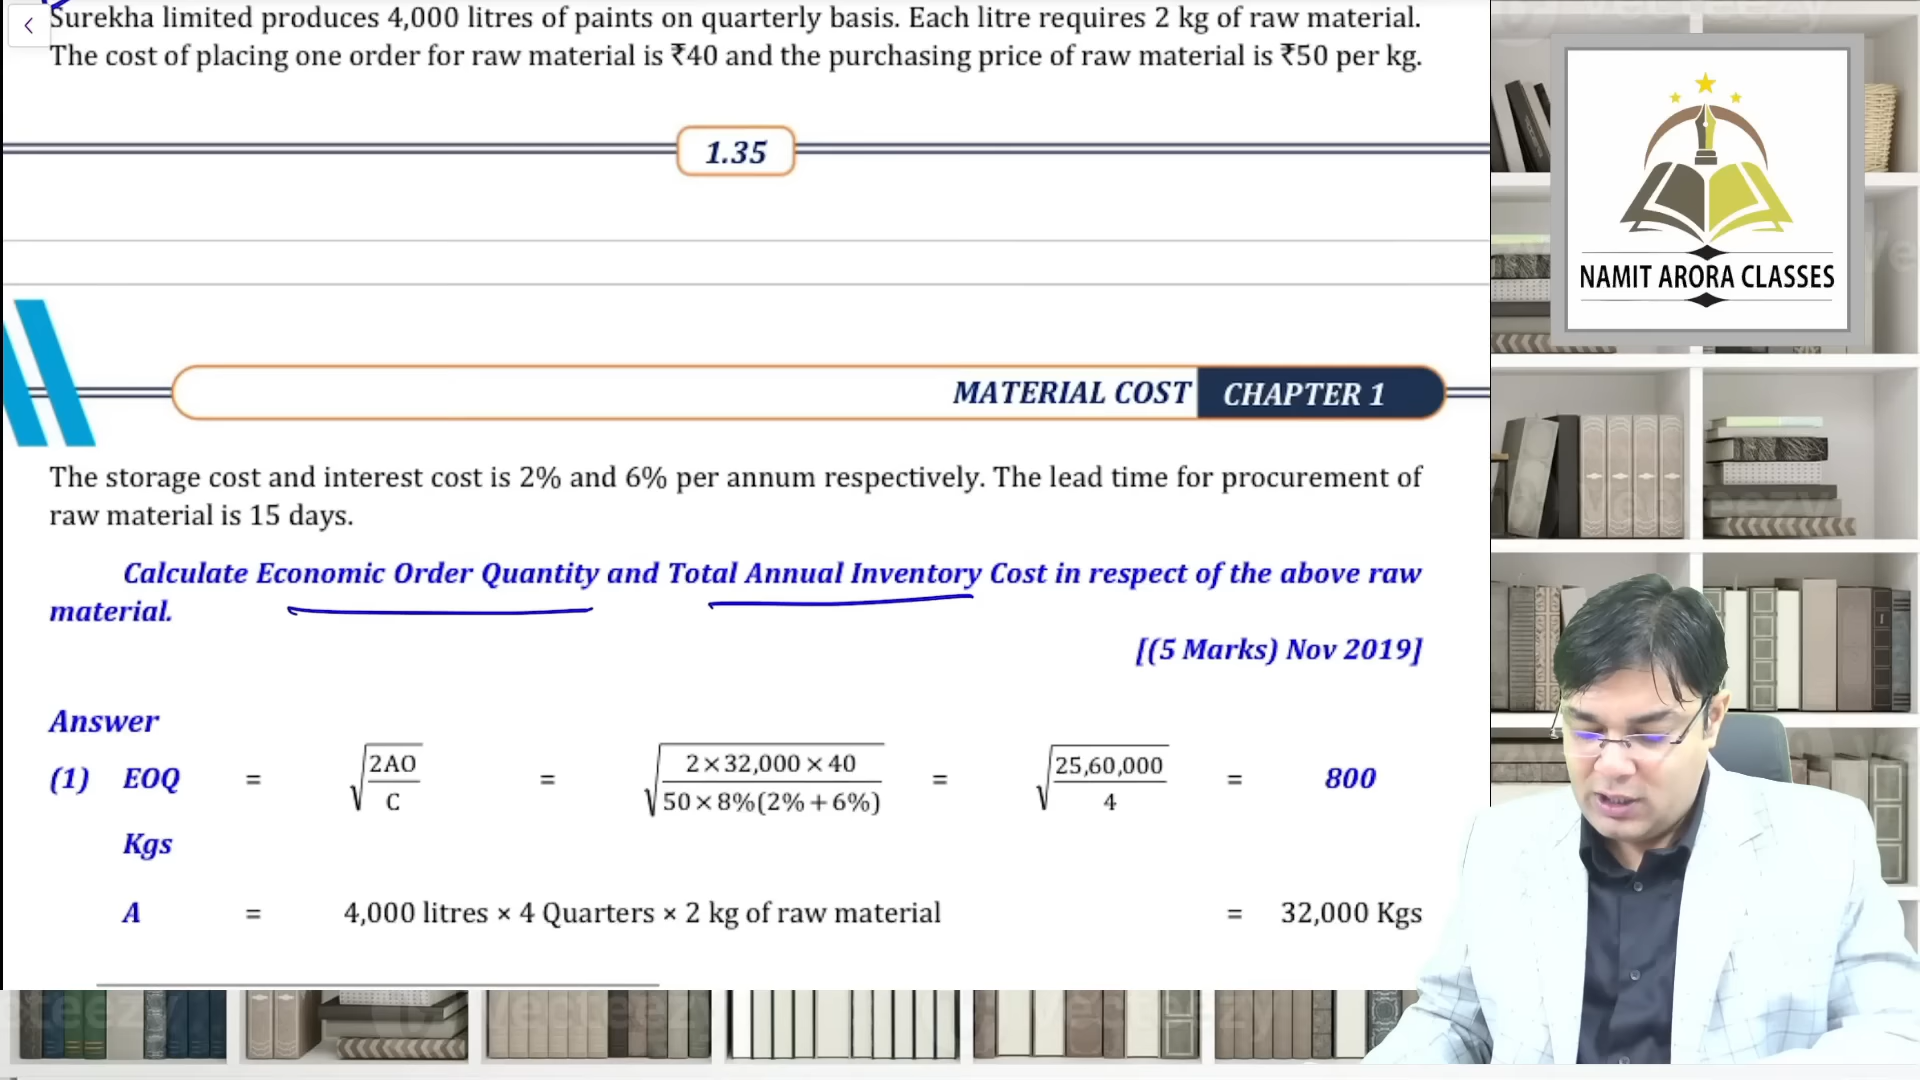 Surekha limited produces 4,000 litres of paints on quarterly basis. Each litre requires 2 kg of raw material.
The cost of placing one order for raw material is ₹40 and the purchasing price of raw material is ₹50 per kg.
1.35
NAMIT ARORA CLASSES
MATERIAL COST CHAPTER 1
The storage cost and interest cost is 2% and 6% per annum respectively. The lead time for procurement of
raw material is 15 days.
Calculate Economic Order Quantity and Total Annual Inventory Cost in respect of the above raw
material.
[(5 Marks) Nov 2019]
Answer
(1) EOQ = √(2AO/C) = √(2×32,000×40/50×8%(2%+6%)) = √(25,60,000/4) = 800
Kgs
A = 4,000 litres × 4 Quarters × 2 kg of raw material = 32,000 Kgs